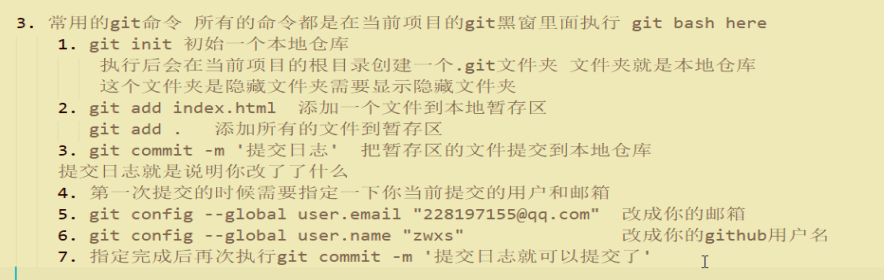 3. 常用的git命令 所有的命令都是在当前项目的git黑窗里面执行 git bash here
1. git init 初始一个本地仓库
执行后会在当前项目的根目录创建一个.git文件夹 文件夹就是本地仓库
这个文件夹是隐藏文件夹需要显示隐藏文件夹
2. git add index.html 添加一个文件到本地暂存区
git add . 添加所有的文件到暂存区
3. git commit -m '提交日志' 把暂存区的文件提交到本地仓库
提交日志就是说明你改了了什么
4. 第一次提交的时候需要指定一下你当前提交的用户和邮箱
5. git config --global user.email "228197155@qq.com" 改成你的邮箱
6. git config --global user.name "zwxs" 改成你的github用户名
7. 指定完成后再次执行git commit -m '提交日志就可以提交了'